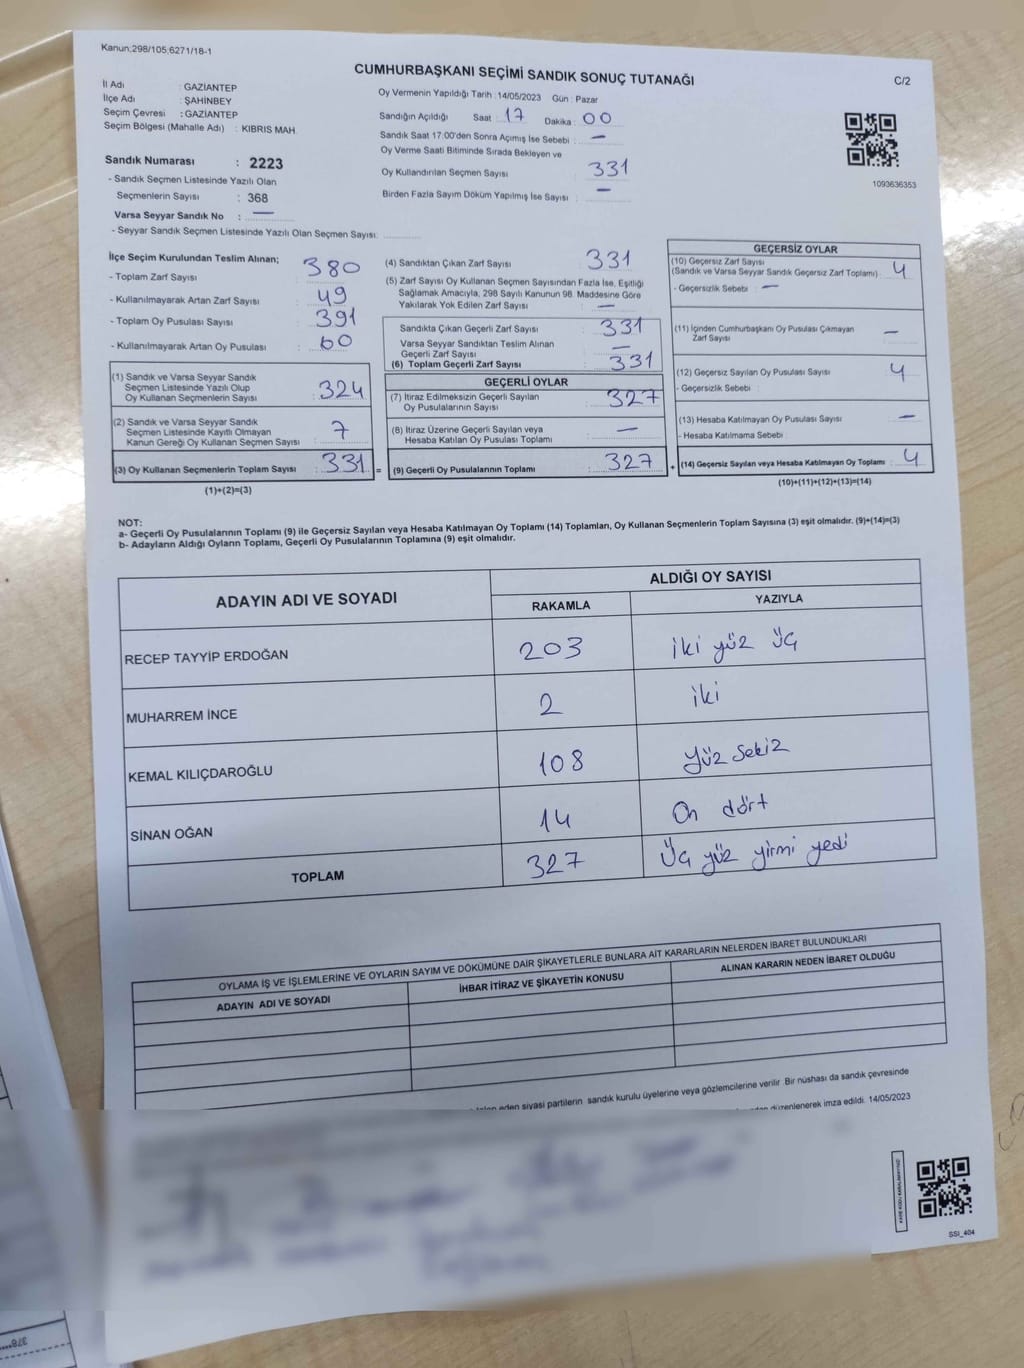 Kanun:298/105;6271/18-1
CUMHURBAŞKANI SEÇİMİ SANDIK SONUÇ TUTANAĞI
C/2
İl Adı : GAZİANTEP
İlçe Adı : ŞAHİNBEY
Seçim Çevresi : GAZİANTEP
Seçim Bölgesi (Mahalle Adı) : KIBRIS MAH.
Sandık Numarası : 2223
- Sandık Seçmen Listesinde Yazılı Olan
Seçmenlerin Sayısı : 368
Varsa Seyyar Sandık No : —
- Seyyar Sandık Seçmen Listesinde Yazılı Olan Seçmen Sayısı:
Oy Vermenin Yapıldığı Tarih : 14/05/2023 Gün : Pazar
Sandığın Açıldığı Saat : 17 Dakika : 00
Sandık Saat 17:00'den Sonra Açımış İse Sebebi : —
Oy Verme Saati Bitiminde Sırada Bekleyen ve
Oy Kullandırılan Seçmen Sayısı : 331
Birden Fazla Sayım Döküm Yapılmış İse Sayısı : —
1093636353
İlçe Seçim Kurulundan Teslim Alınan;
- Toplam Zarf Sayısı : 380
- Kullanılmayarak Artan Zarf Sayısı : 49
- Toplam Oy Pusulası Sayısı : 391
- Kullanılmayarak Artan Oy Pusulası : 60
(1) Sandık ve Varsa Seyyar Sandık
Seçmen Listesinde Yazılı Olup
Oy Kullanan Seçmenlerin Sayısı : 324
(2) Sandık ve Varsa Seyyar Sandık
Seçmen Listesinde Kayıtlı Olmayan
Kanun Gereği Oy Kullanan Seçmen Sayısı : 7
(3) Oy Kullanan Seçmenlerin Toplam Sayısı : 331 =
(1)+(2)=(3)
(4) Sandıktan Çıkan Zarf Sayısı : 331
(5) Zarf Sayısı Oy Kullanan Seçmen Sayısından Fazla İse, Eşitliği
Sağlamak Amacıyla, 298 Sayılı Kanunun 98. Maddesine Göre
Yakılarak Yok Edilen Zarf Sayısı : —
Sandıkta Çıkan Geçerli Zarf Sayısı : 331
Varsa Seyyar Sandıktan Teslim Alınan
Geçerli Zarf Sayısı : —
(6) Toplam Geçerli Zarf Sayısı : 331
GEÇERLİ OYLAR
(7) İtiraz Edilmeksizin Geçerli Sayılan
Oy Pusulalarının Sayısı : 327
(8) İtiraz Üzerine Geçerli Sayılan veya
Hesaba Katılan Oy Pusulası Toplamı : —
(9) Geçerli Oy Pusulalarının Toplamı : 327 +
GEÇERSİZ OYLAR
(10) Geçersiz Zarf Sayısı
(Sandık ve Varsa Seyyar Sandık Geçersiz Zarf Toplamı) : 4
- Geçersizlik Sebebi : —
(11) İçinden Cumhurbaşkanı Oy Pusulası Çıkmayan
Zarf Sayısı : —
(12) Geçersiz Sayılan Oy Pusulası Sayısı : 4
- Geçersizlik Sebebi :
(13) Hesaba Katılmayan Oy Pusulası Sayısı : —
- Hesaba Katılmama Sebebi
(14) Geçersiz Sayılan veya Hesaba Katılmayan Oy Toplamı : 4
(10)+(11)+(12)+(13)=(14)
NOT:
a- Geçerli Oy Pusulalarının Toplamı (9) ile Geçersiz Sayılan veya Hesaba Katılmayan Oy Toplamı (14) Toplamları, Oy Kullanan Seçmenlerin Toplam Sayısına (3) eşit olmalıdır. (9)+(14)=(3)
b- Adayların Aldığı Oyların Toplamı, Geçerli Oy Pusulalarının Toplamına (9) eşit olmalıdır.
ADAYIN ADI VE SOYADI ALDIĞI OY SAYISI
RAKAMLA YAZIYLA
RECEP TAYYİP ERDOĞAN 203 iki yüz üç
MUHARREM İNCE 2 iki
KEMAL KILIÇDAROĞLU 108 yüz sekiz
SİNAN OĞAN 14 On dört
TOPLAM 327 Üç yüz yirmi yedi
OYLAMA İŞ VE İŞLEMLERİNE VE OYLARIN SAYIM VE DÖKÜMÜNE DAİR ŞİKAYETLERLE BUNLARA AİT KARARLARIN NELERDEN İBARET BULUNDUKLARI
ADAYIN ADI VE SOYADI İHBAR İTİRAZ VE ŞİKAYETİN KONUSU ALINAN KARARIN NEDEN İBARET OLDUĞU
eden siyasi partilerin sandık kurulu üyelerine veya gözlemcilerine verilir. Bir nüshası da sandık çevresinde
düzenlenerek imza edildi. 14/05/2023
SSI_404